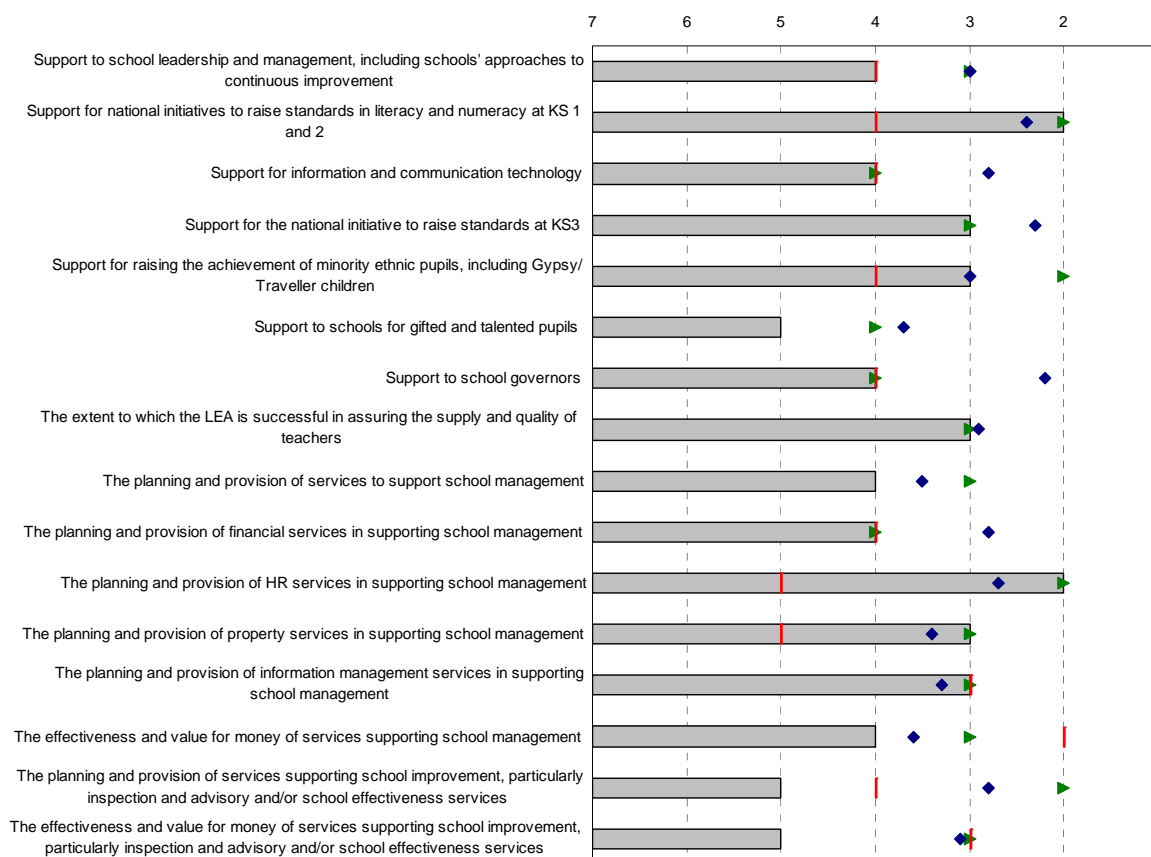 7 6 5 4 3 2
Support to school leadership and management, including schools' approaches to
continuous improvement
Support for national initiatives to raise standards in literacy and numeracy at KS 1
and 2
Support for information and communication technology
Support for the national initiative to raise standards at KS3
Support for raising the achievement of minority ethnic pupils, including Gypsy/
Traveller children
Support to schools for gifted and talented pupils
Support to school governors
The extent to which the LEA is successful in assuring the supply and quality of
teachers
The planning and provision of services to support school management
The planning and provision of financial services in supporting school management
The planning and provision of HR services in supporting school management
The planning and provision of property services in supporting school management
The planning and provision of information management services in supporting
school management
The effectiveness and value for money of services supporting school management
The planning and provision of services supporting school improvement, particularly
inspection and advisory and/or school effectiveness services
The effectiveness and value for money of services supporting school improvement,
particularly inspection and advisory and/or school effectiveness services